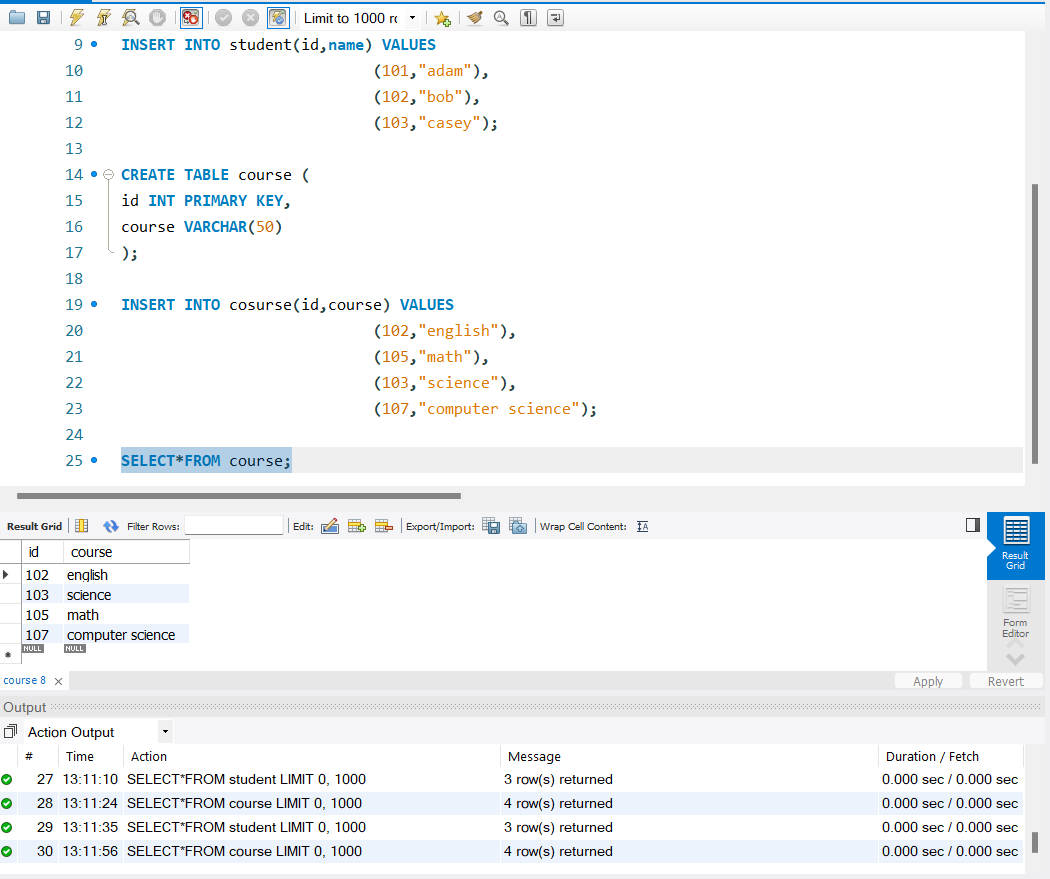 Limit to 1000 rc
9 INSERT INTO student(id,name) VALUES
10 (101,"adam"),
11 (102,"bob"),
12 (103,"casey");
13
14 CREATE TABLE course (
15 id INT PRIMARY KEY,
16 course VARCHAR(50)
17 );
18
19 INSERT INTO cosurse(id,course) VALUES
20 (102,"english"),
21 (105,"math"),
22 (103,"science"),
23 (107,"computer science");
24
25 SELECT*FROM course;
Result Grid Filter Rows: Edit: Export/Import: Wrap Cell Content: IA
id course
102 english
103 science
105 math
107 computer science
NULL NULL
Result
Grid
Form
Editor
course 8 Apply Revert
Output
Action Output
# Time Action Message Duration / Fetch
27 13:11:10 SELECT*FROM student LIMIT 0, 1000 3 row(s) returned 0.000 sec / 0.000 sec
28 13:11:24 SELECT*FROM course LIMIT 0, 1000 4 row(s) returned 0.000 sec / 0.000 sec
29 13:11:35 SELECT*FROM student LIMIT 0, 1000 3 row(s) returned 0.000 sec / 0.000 sec
30 13:11:56 SELECT*FROM course LIMIT 0, 1000 4 row(s) returned 0.000 sec / 0.000 sec